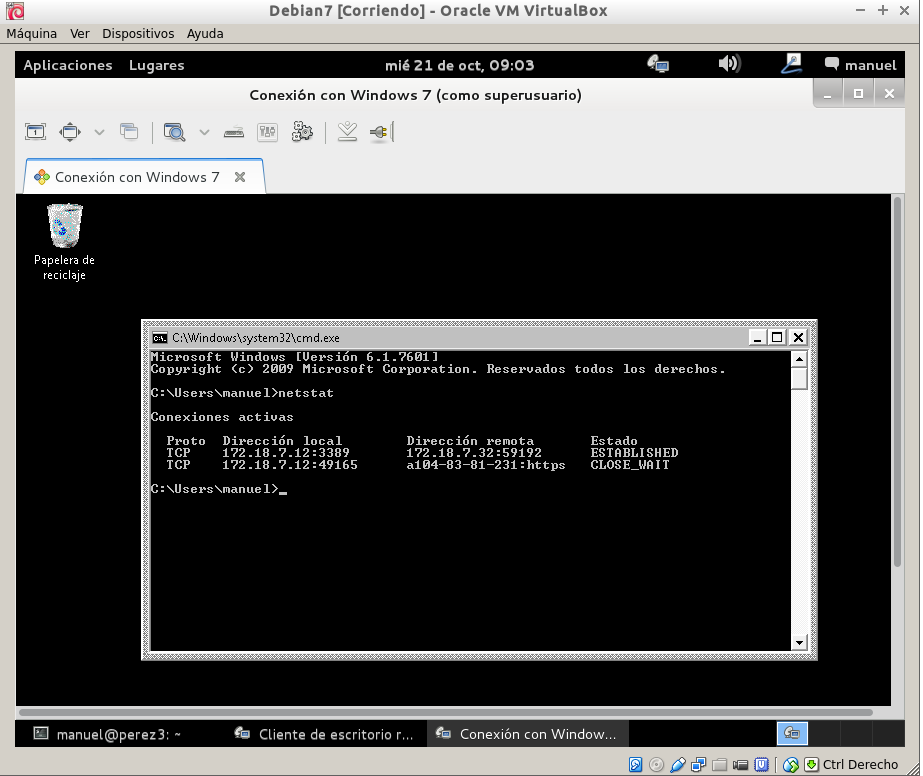 Debian7 [Corriendo] - Oracle VM VirtualBox
Máquina Ver Dispositivos Ayuda
Aplicaciones Lugares mié 21 de oct, 09:03 manuel
Conexión con Windows 7 (como superusuario)
Conexión con Windows 7
Papelera de
reciclaje
C:\Windows\system32\cmd.exe
Microsoft Windows [Versión 6.1.7601]
Copyright (c) 2009 Microsoft Corporation. Reservados todos los derechos.
C:\Users\manuel>netstat
Conexiones activas
Proto Dirección local Dirección remota Estado
TCP 172.18.7.12:3389 172.18.7.32:59192 ESTABLISHED
TCP 172.18.7.12:49165 a104-83-81-231:https CLOSE_WAIT
C:\Users\manuel>_
manuel@perez3: ~ Cliente de escritorio r... Conexión con Window...
Ctrl Derecho